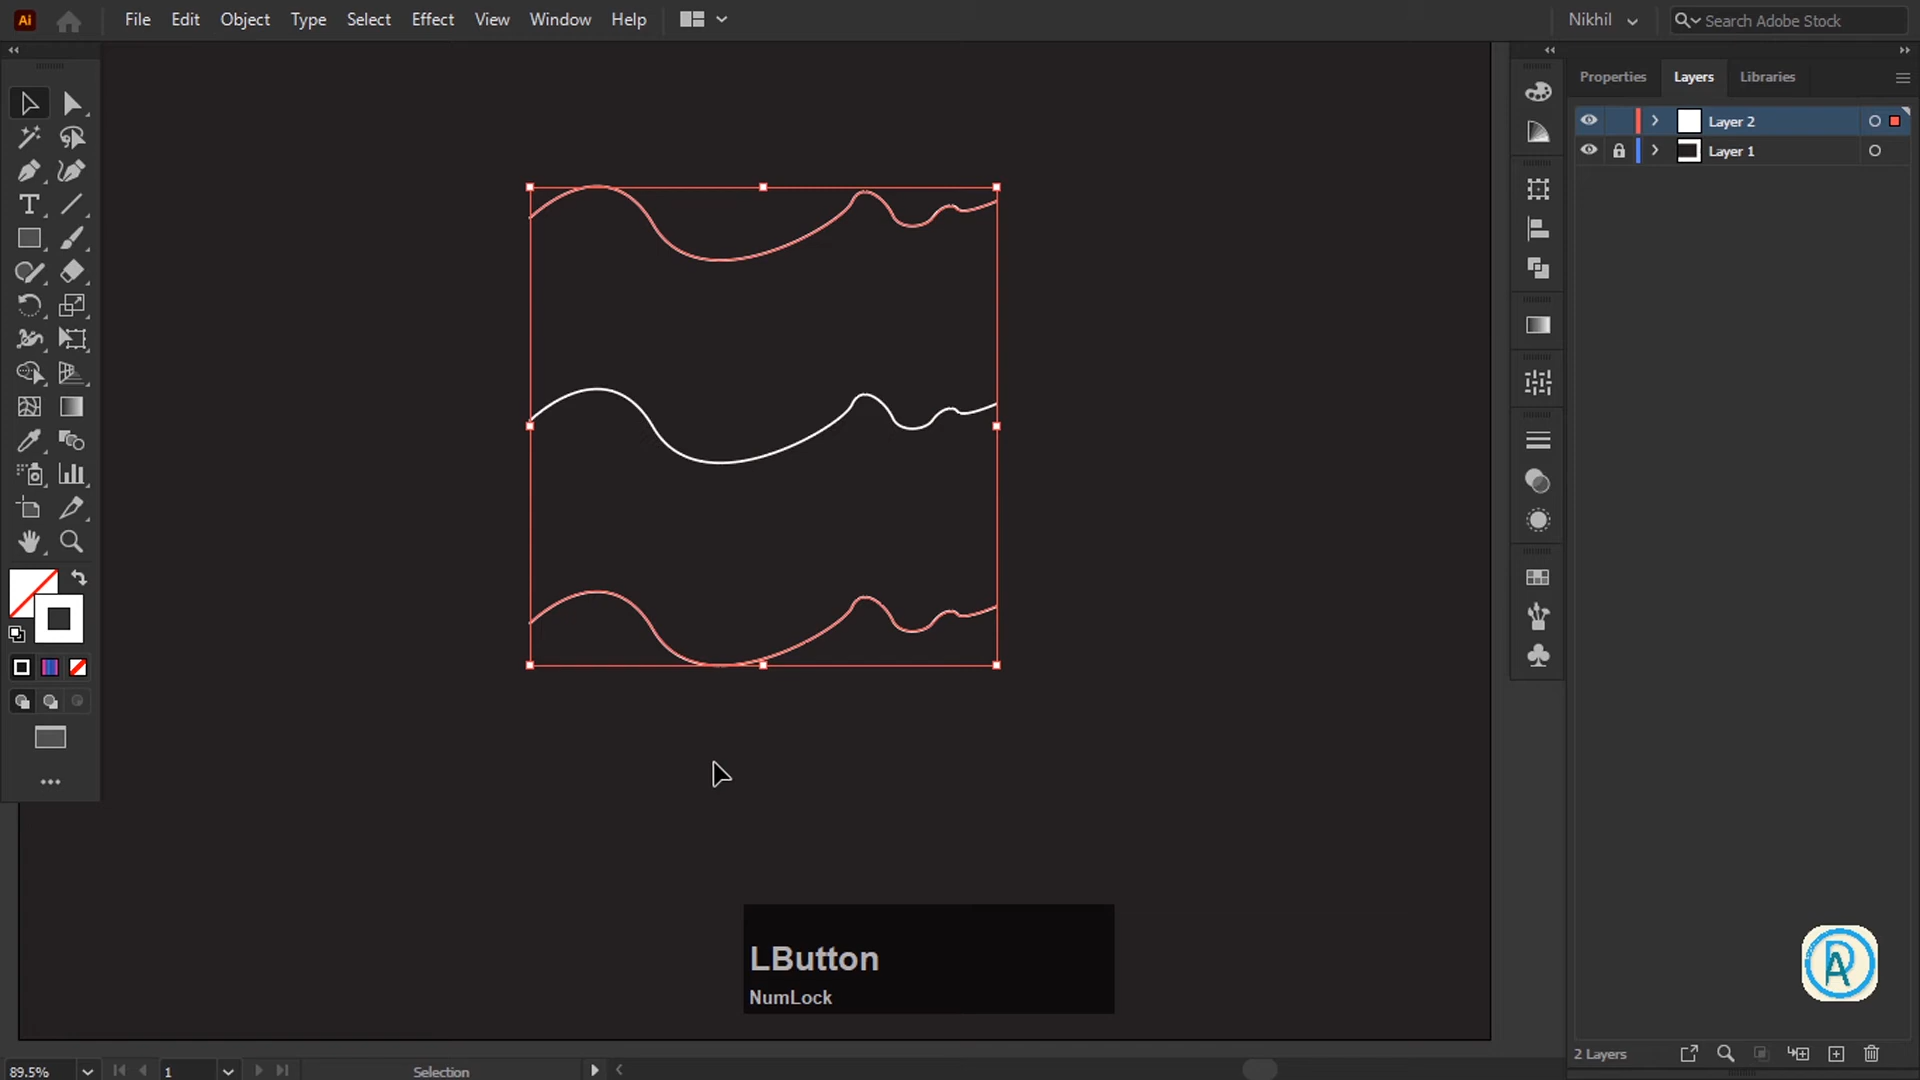 Ai File Edit Object Type Select Effect View Window Help Nikhil Search Adobe Stock
Properties Layers Libraries
Layer 2
Layer 1
LButton
NumLock
2 Layers
89.5% 1 Selection